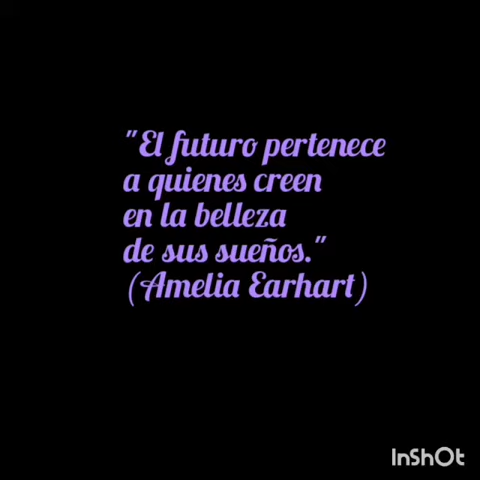 "El futuro pertenece
a quienes creen
en la belleza
de sus sueños."
(Amelia Earhart)
InShOt